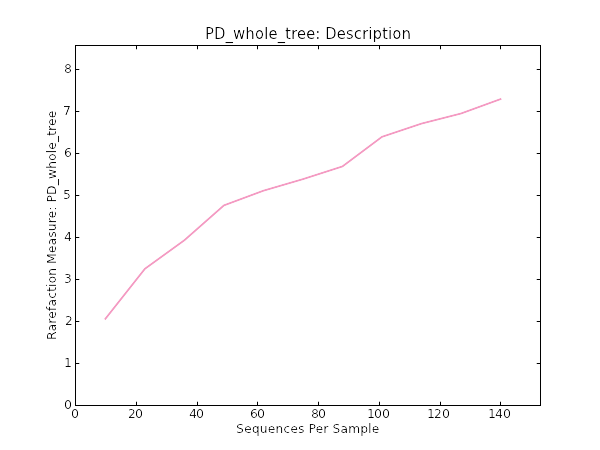 PD_whole_tree: Description
8
7
6
5
4
3
2
1
0
Rarefaction Measure: PD_whole_tree
0 20 40 60 80 100 120 140
Sequences Per Sample